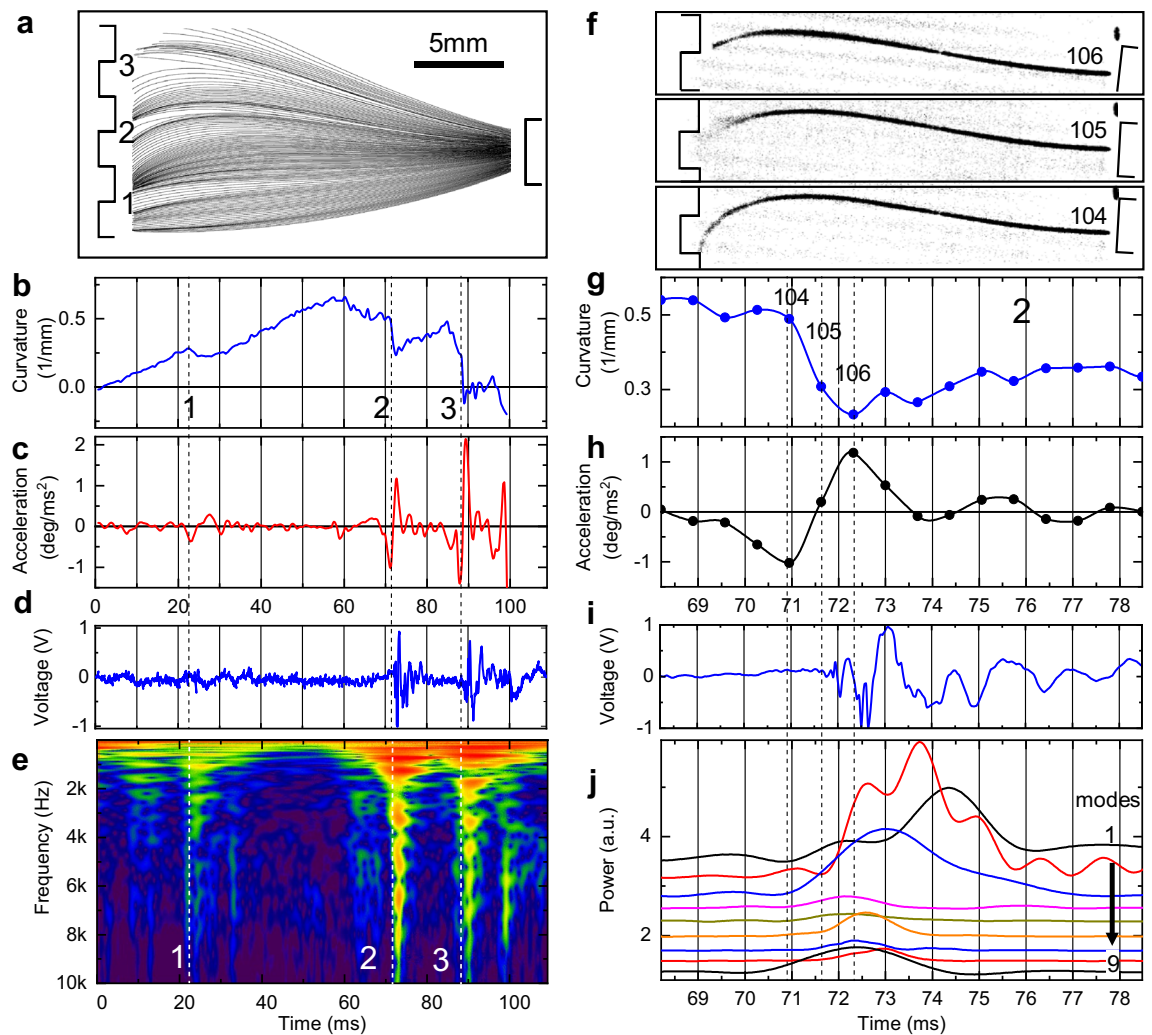 a
3
2
1
5mm
b
Curvature
(1/mm)
0.5
0.0
1
2
3
c
Acceleration
(deg/ms²)
2
1
0
-1
0 20 40 60 80 100
d
Voltage (V)
1
0
-1
e
Frequency (Hz)
2k
4k
6k
8k
10k
1
2
3
0 20 40 60 80 100
Time (ms)
f
106
105
104
g
Curvature
(1/mm)
0.5
0.3
104
105
106
2
h
Acceleration
(deg/ms²)
1
0
-1
69 70 71 72 73 74 75 76 77 78
i
Voltage (V)
1
0
-1
j
Power (a.u.)
4
2
modes
1
9
69 70 71 72 73 74 75 76 77 78
Time (ms)